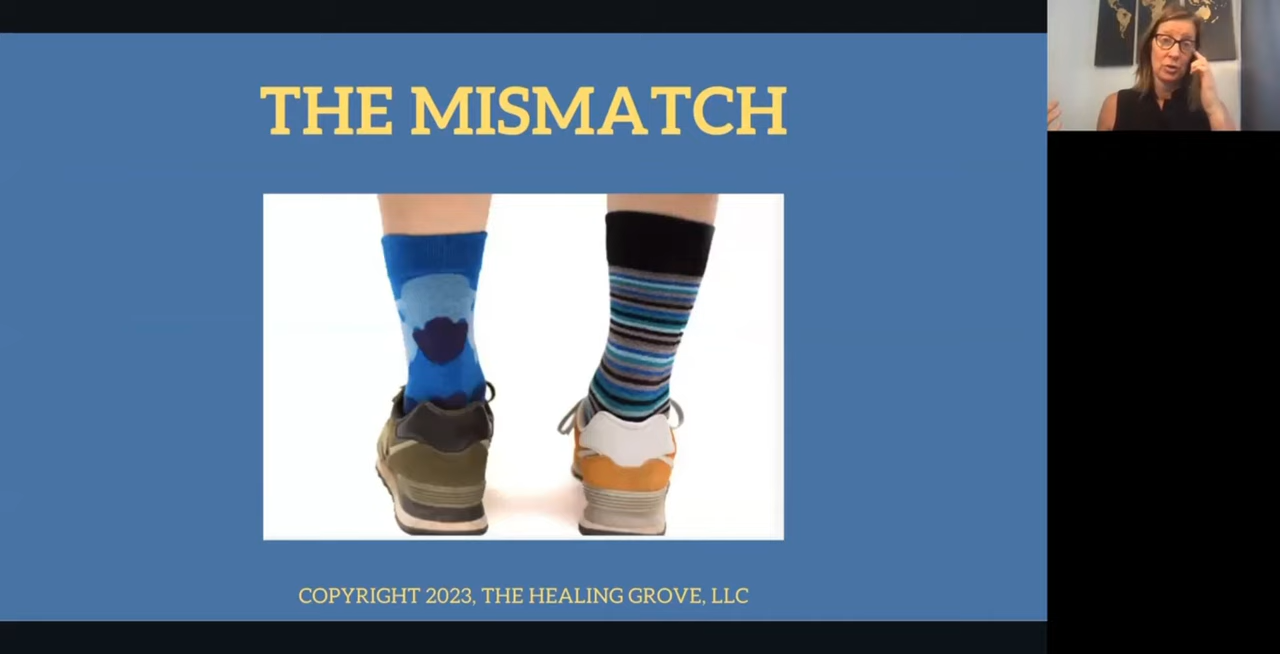 THE MISMATCH
COPYRIGHT 2023, THE HEALING GROVE, LLC